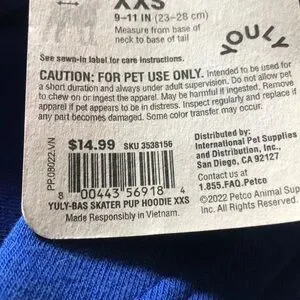 XXS
9–11 IN (23–28 cm)
Measure from base of
neck to base of tail
YOULY
See sewn-in label for care instructions.
CAUTION: FOR PET USE ONLY. Intended to be used for
a short duration and always under adult supervision. Do not allow pet
to chew on or ingest the apparel. May be harmful if ingested. Remove
apparel if pet appears to be in distress. Inspect regularly and replace if
any part becomes damaged. Some color transfer may occur.
PP.08022.VN
$14.99 SKU 3538156
8 00443 56918 4
YULY-BAS SKATER PUP HOODIE XXS
Made Responsibly in Vietnam.
Distributed by:
International Pet Supplies
and Distribution, Inc.,
San Diego, CA 92127
Contact us at
1.855.FAQ.Petco
©2022 Petco Animal Sup
Inc. All rights